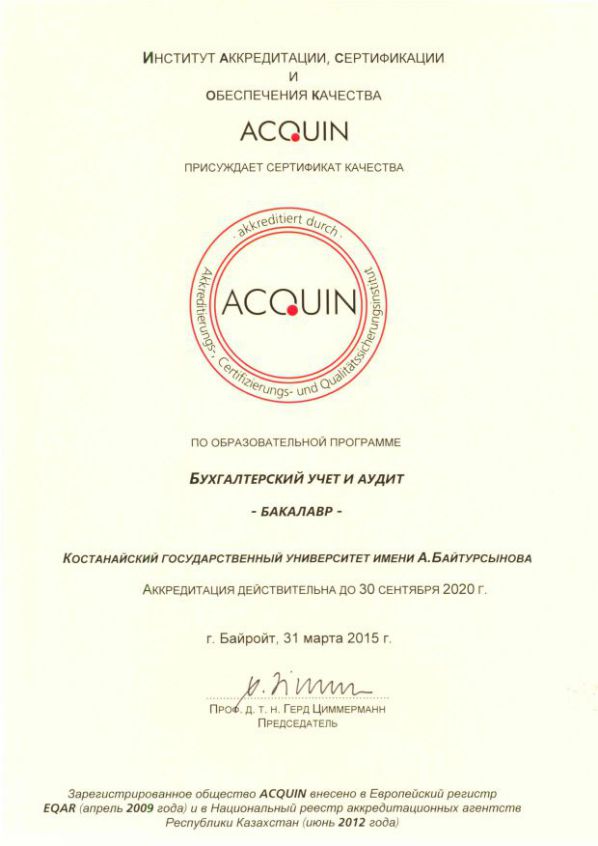 Институт аккредитации, сертификации
и
обеспечения качества
ACQUIN
присуждает сертификат качества
· akkreditiert durch ·
ACQUIN
Akkreditierungs-, Certifizierungs- und Qualitätssicherungsinstitut
по образовательной программе
Бухгалтерский учет и аудит
- бакалавр -
Костанайский государственный университет имени А.Байтурсынова
Аккредитация действительна до 30 сентября 2020 г.
г. Байройт, 31 марта 2015 г.
Проф. д. т. н. Герд Циммерманн
Председатель
Зарегистрированное общество ACQUIN внесено в Европейский регистр
EQAR (апрель 2009 года) и в Национальный реестр аккредитационных агентств
Республики Казахстан (июнь 2012 года)